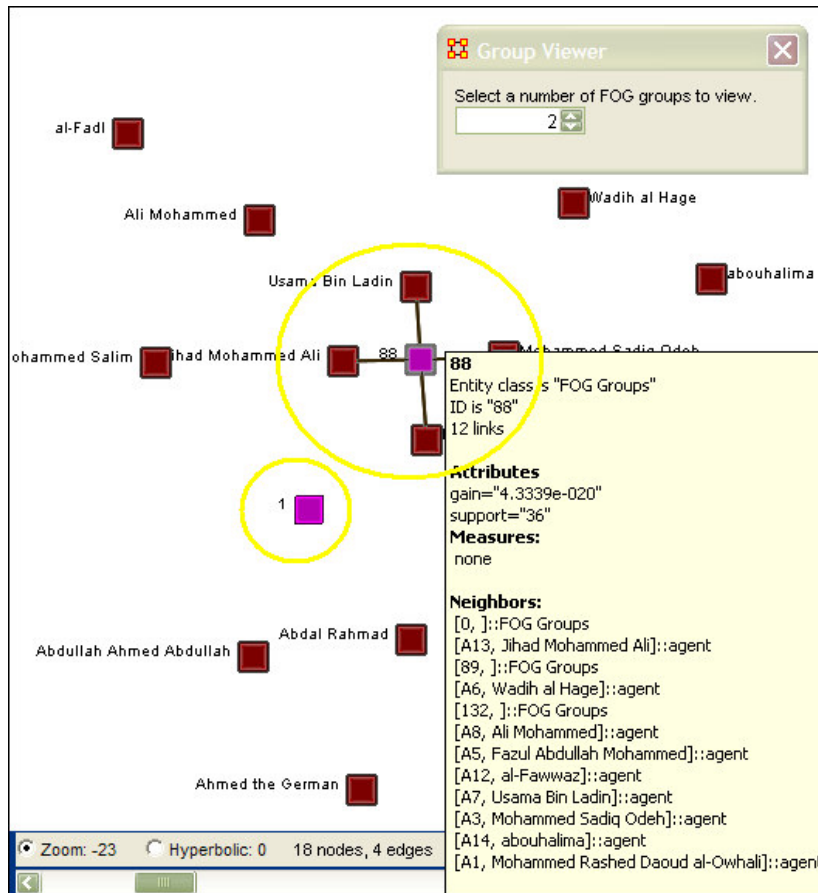 Group Viewer
Select a number of FOG groups to view.
2
al-Fadl
Ali Mohammed
Wadih al Hage
Usama Bin Ladin
abouhalima
ohammed Salim
Jihad Mohammed Ali
88
Mohammed Sadiq Odeh
88
Entity class is "FOG Groups"
ID is "88"
12 links
Attributes
gain="4.3339e-020"
support="36"
Measures:
none
1
Neighbors:
[0, ]::FOG Groups
[A13, Jihad Mohammed Ali]::agent
[89, ]::FOG Groups
[A6, Wadih al Hage]::agent
[132, ]::FOG Groups
[A8, Ali Mohammed]::agent
[A5, Fazul Abdullah Mohammed]::agent
[A12, al-Fawwaz]::agent
[A7, Usama Bin Ladin]::agent
[A3, Mohammed Sadiq Odeh]::agent
[A14, abouhalima]::agent
[A1, Mohammed Rashed Daoud al-Owhali]::agent
Abdal Rahmad
Abdullah Ahmed Abdullah
Ahmed the German
Zoom: -23
Hyperbolic: 0
18 nodes, 4 edges